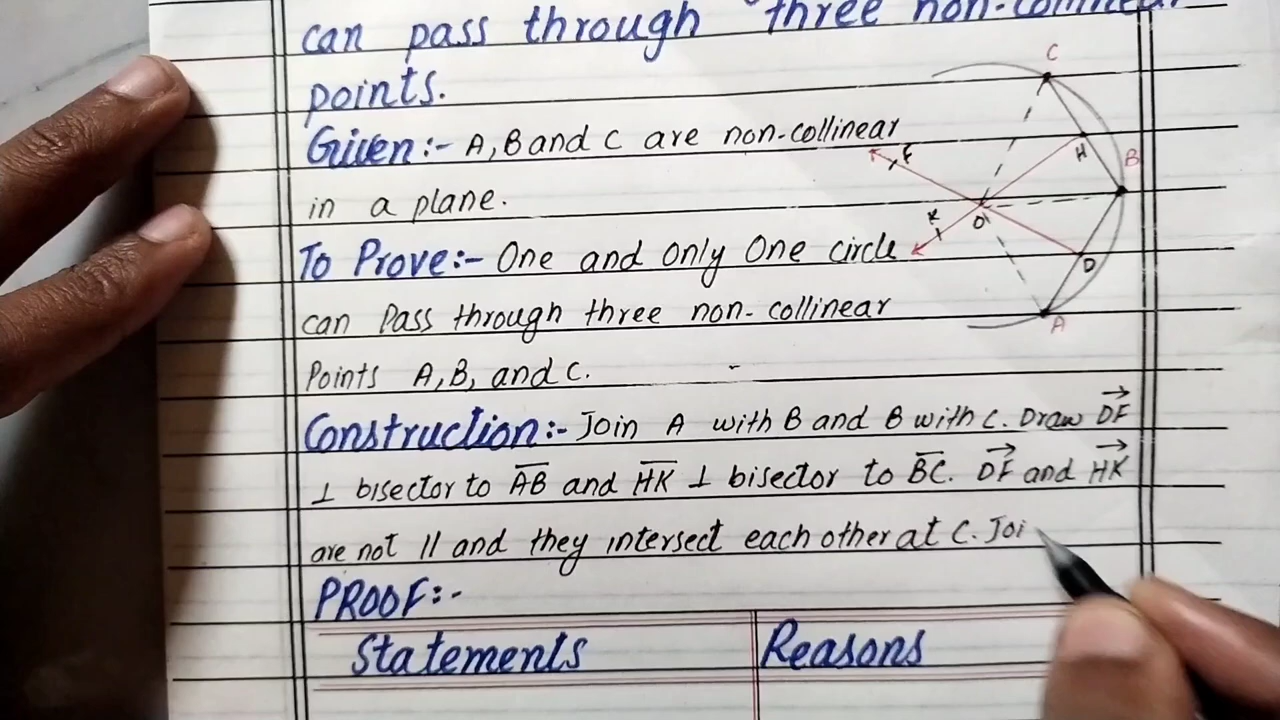 can pass through "three non-collinear
points.
Given:- A, B and C are non-collinear
in a plane.
To Prove:- One and only One circle
can Pass through three non-collinear
Points A, B, and C.
Construction:- Join A with B and B with C. Draw DF
⊥ bisector to AB and HK ⊥ bisector to BC. DF and HK
are not || and they intersect each other at C. Joi
PROOF:-
Statements Reasons
C
F
H
B
K
O
D
A